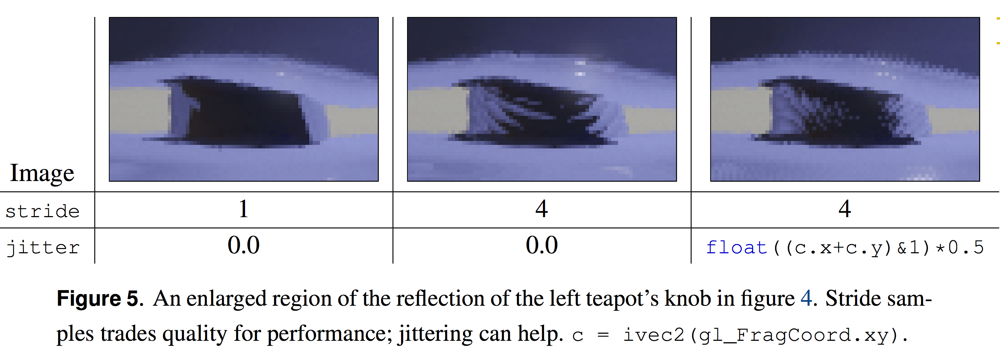 Image
stride 1 4 4
jitter 0.0 0.0 float((c.x+c.y)&1)*0.5
Figure 5. An enlarged region of the reflection of the left teapot’s knob in figure 4. Stride sam-
ples trades quality for performance; jittering can help. c = ivec2(gl_FragCoord.xy).